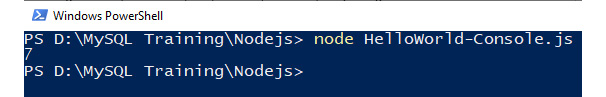 Windows PowerShell
PS D:\MySQL Training\Nodejs> node HelloWorld-Console.js
7
PS D:\MySQL Training\Nodejs>